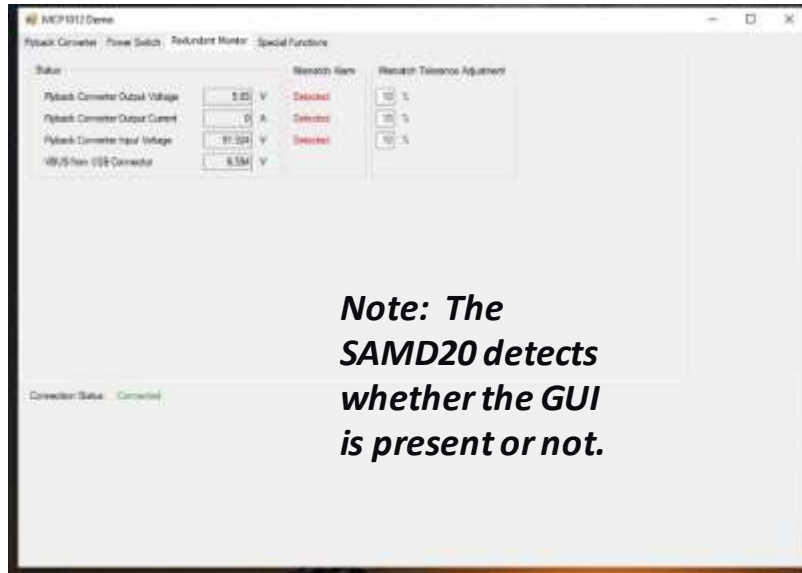 MCP1012 Demo
Flyback Converter Power Switch Redundant Monitor Special Functions
Status Mismatch Alarm Mismatch Tolerance Adjustment
Flyback Converter Output Voltage V Detected 10 %
Flyback Converter Output Current 0 A Detected 10 %
Flyback Converter Input Voltage V Detected 10 %
VBUS from USB Connector V
Note: The
SAMD20 detects
whether the GUI
is present or not.
Connection Status Connected